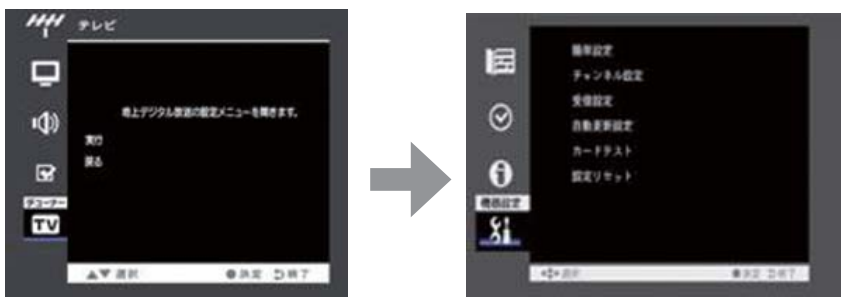 テレビ
地上デジタル放送の設定メニューを開きます。
実行
戻る
チューナー
TV
▲▼ 選択
●決定 戻終了
簡単設定
チャンネル設定
受信設定
自動更新設定
カードテスト
設定リセット
機器設定
選択
●決定 終了